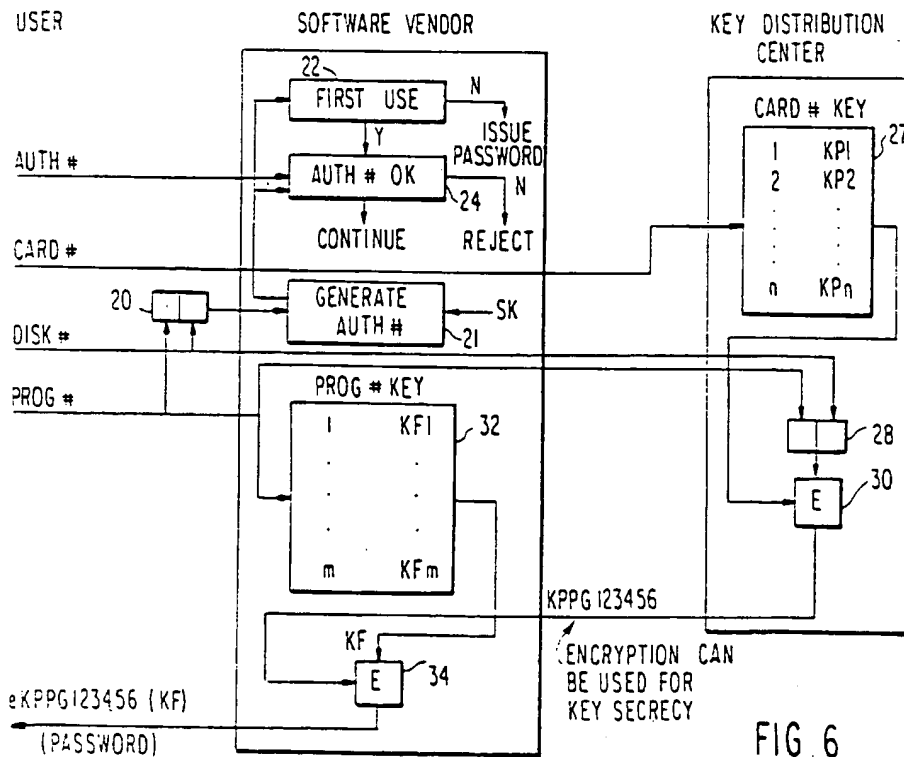 USER
SOFTWARE VENDOR
KEY DISTRIBUTION
CENTER
22
FIRST USE
N
Y
ISSUE
PASSWORD
CARD # KEY
27
1 KP1
2 KP2
. .
. .
. .
n KPn
AUTH #
AUTH # OK
24
N
CONTINUE
REJECT
CARD #
20
GENERATE
AUTH #
21
SK
DISK #
PROG #
PROG # KEY
32
1 KF1
. .
. .
. .
m KFm
28
E
30
KPPG123456
KF
E
34
ENCRYPTION CAN
BE USED FOR
KEY SECRECY
eKPPG123456 (KF)
(PASSWORD)
FIG. 6